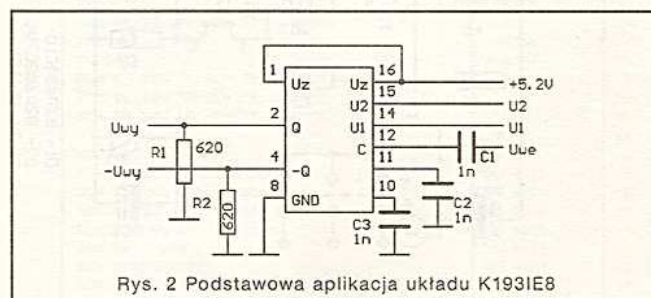 1 Uz Uz 16 +5.2V
15
U2 U2
2 14
Uwy Q U1 U1
12
R1 620 C C1 Uwe
4 11 1n
-Uwy -Q
8 10 C2
R2 620 GND 1n
C3
1n
Rys. 2 Podstawowa aplikacja układu K193IE8